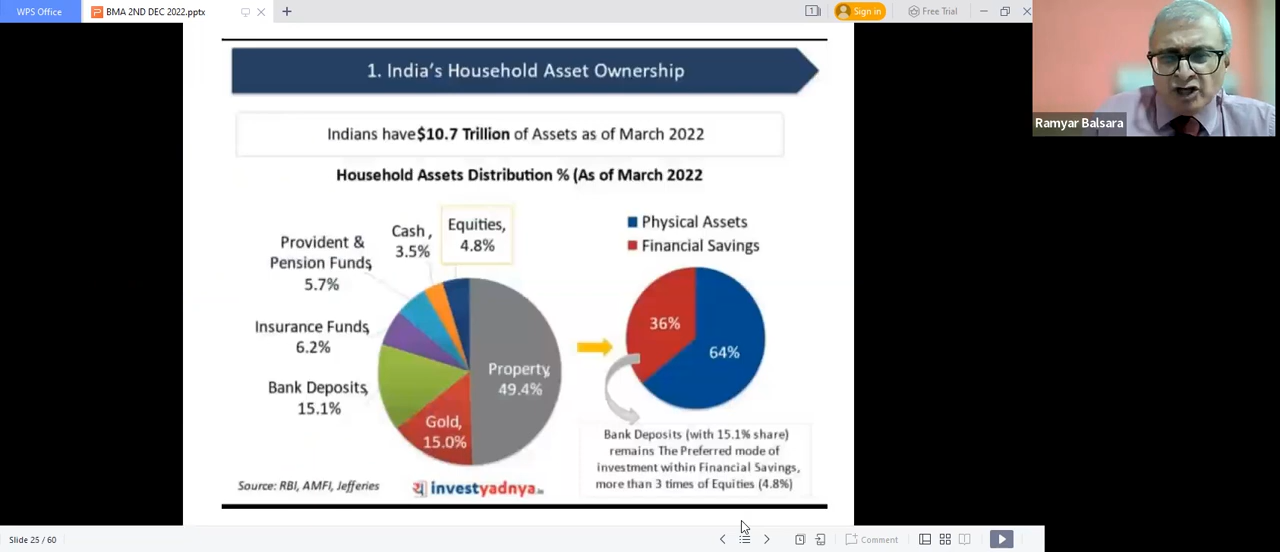 WPS Office
BMA 2ND DEC 2022.pptx
Sign in
Free Trial
1. India's Household Asset Ownership
Indians have $10.7 Trillion of Assets as of March 2022
Household Assets Distribution % (As of March 2022
Equities,
4.8%
Cash ,
3.5%
Provident &
Pension Funds,
5.7%
Insurance Funds,
6.2%
Bank Deposits,
15.1%
Gold,
15.0%
Property,
49.4%
Physical Assets
Financial Savings
36%
64%
Bank Deposits (with 15.1% share)
remains The Preferred mode of
investment within Financial Savings,
more than 3 times of Equities (4.8%)
Source: RBI, AMFI, Jefferies
investyadnya.in
Ramyar Balsara
Slide 25 / 60
Comment